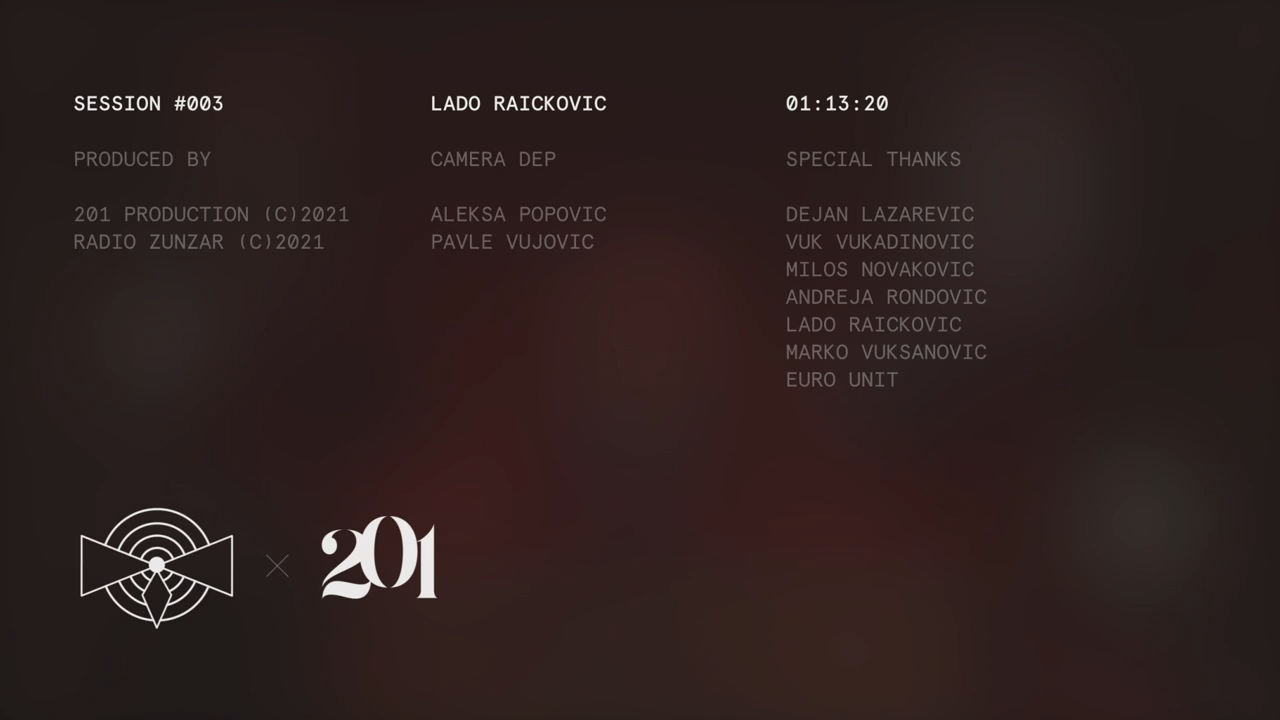 SESSION #003
PRODUCED BY
201 PRODUCTION (C)2021
RADIO ZUNZAR (C)2021
LADO RAICKOVIC
CAMERA DEP
ALEKSA POPOVIC
PAVLE VUJOVIC
01:13:20
SPECIAL THANKS
DEJAN LAZAREVIC
VUK VUKADINOVIC
MILOS NOVAKOVIC
ANDREJA RONDOVIC
LADO RAICKOVIC
MARKO VUKSANOVIC
EURO UNIT
201